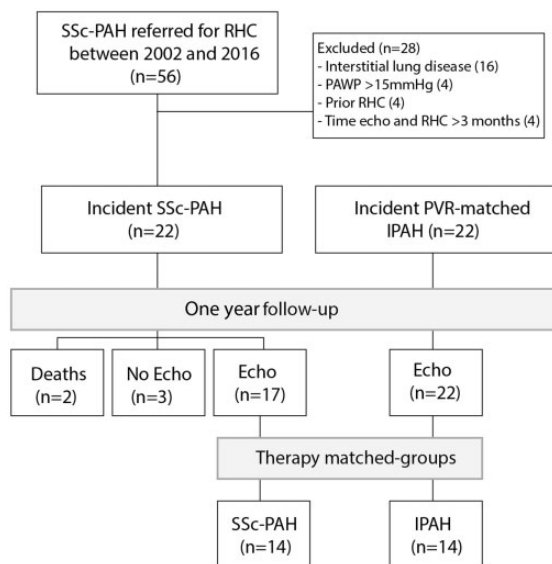 SSc-PAH referred for RHC
between 2002 and 2016
(n=56)
Excluded (n=28)
- Interstitial lung disease (16)
- PAWP >15mmHg (4)
- Prior RHC (4)
- Time echo and RHC >3 months (4)
Incident SSc-PAH
(n=22)
Incident PVR-matched
IPAH (n=22)
One year follow-up
Deaths
(n=2)
No Echo
(n=3)
Echo
(n=17)
Echo
(n=22)
Therapy matched-groups
SSc-PAH
(n=14)
IPAH
(n=14)